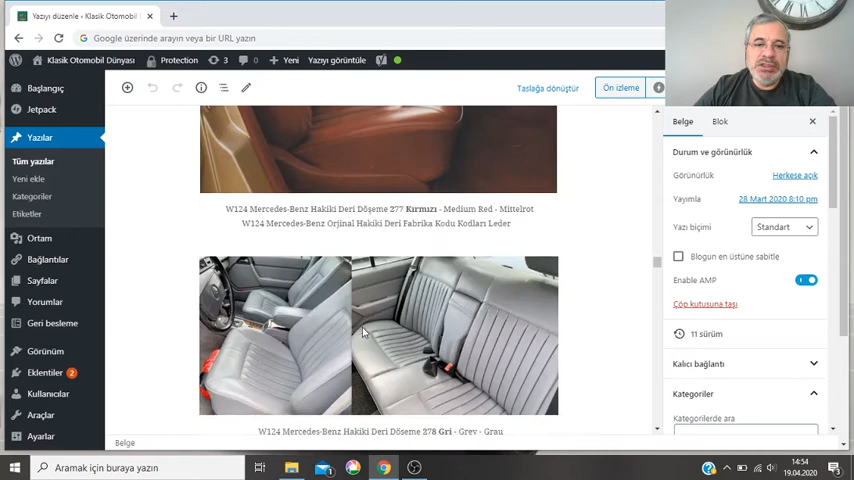 Yazıyı düzenle ‹ Klasik Otomobil
Google üzerinde arayın veya bir URL yazın
Klasik Otomobil Dünyası
Protection
3
0
Yeni
Yazıyı görüntüle
Başlangıç
Jetpack
Yazılar
Tüm yazılar
Yeni ekle
Kategoriler
Etiketler
Ortam
Bağlantılar
Sayfalar
Yorumlar
Geri besleme
Görünüm
Eklentiler 2
Kullanıcılar
Araçlar
Ayarlar
Taslağa dönüştür
Ön izleme
W124 Mercedes-Benz Hakiki Deri Döşeme 277 Kırmızı - Medium Red - Mittelrot
W124 Mercedes-Benz Orjinal Hakiki Deri Fabrika Kodu Kodları Leder
W124 Mercedes-Benz Hakiki Deri Döşeme 278 Gri - Grey - Grau
Belge
Belge
Blok
Durum ve görünürlük
Görünürlük
Herkese açık
Yayımla
28 Mart 2020 8:10 pm
Yazı biçimi
Standart
Blogun en üstüne sabitle
Enable AMP
Çöp kutusuna taşı
11 sürüm
Kalıcı bağlantı
Kategoriler
Kategorilerde ara
Aramak için buraya yazın
14:54
19.04.2020